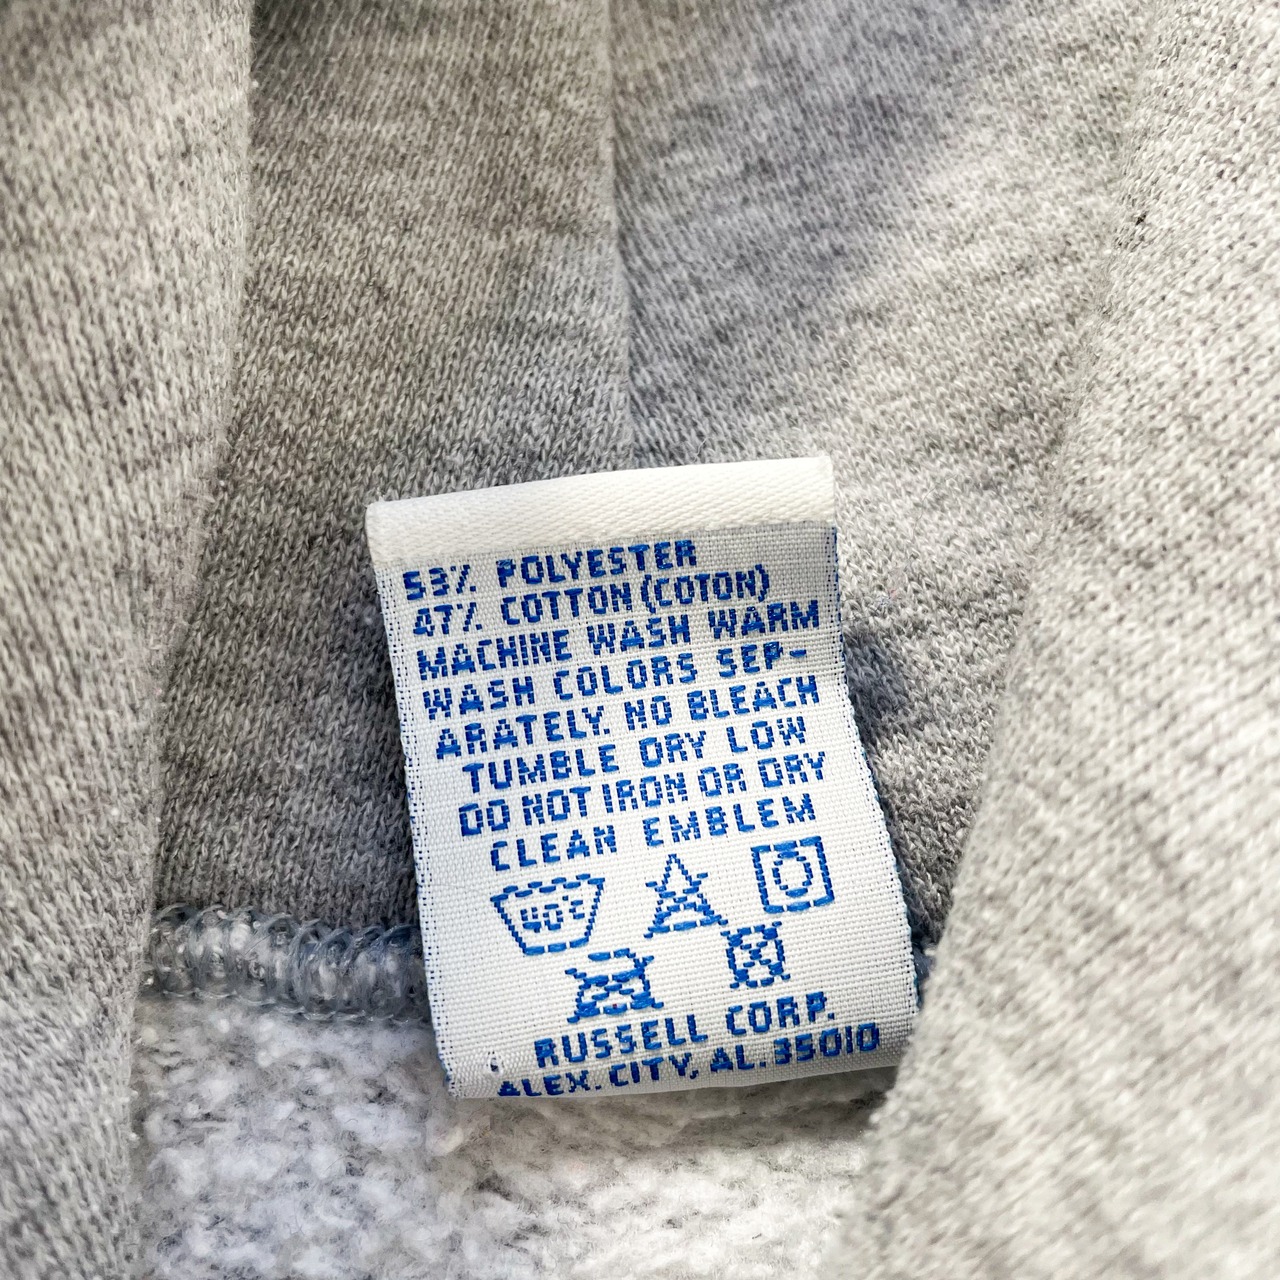 53% POLYESTER
47% COTTON (COTON)
MACHINE WASH WARM
WASH COLORS SEP-
ARATELY. NO BLEACH
TUMBLE DRY LOW
DO NOT IRON OR DRY
CLEAN EMBLEM
40°C
RUSSELL CORP.
ALEX. CITY, AL. 35010